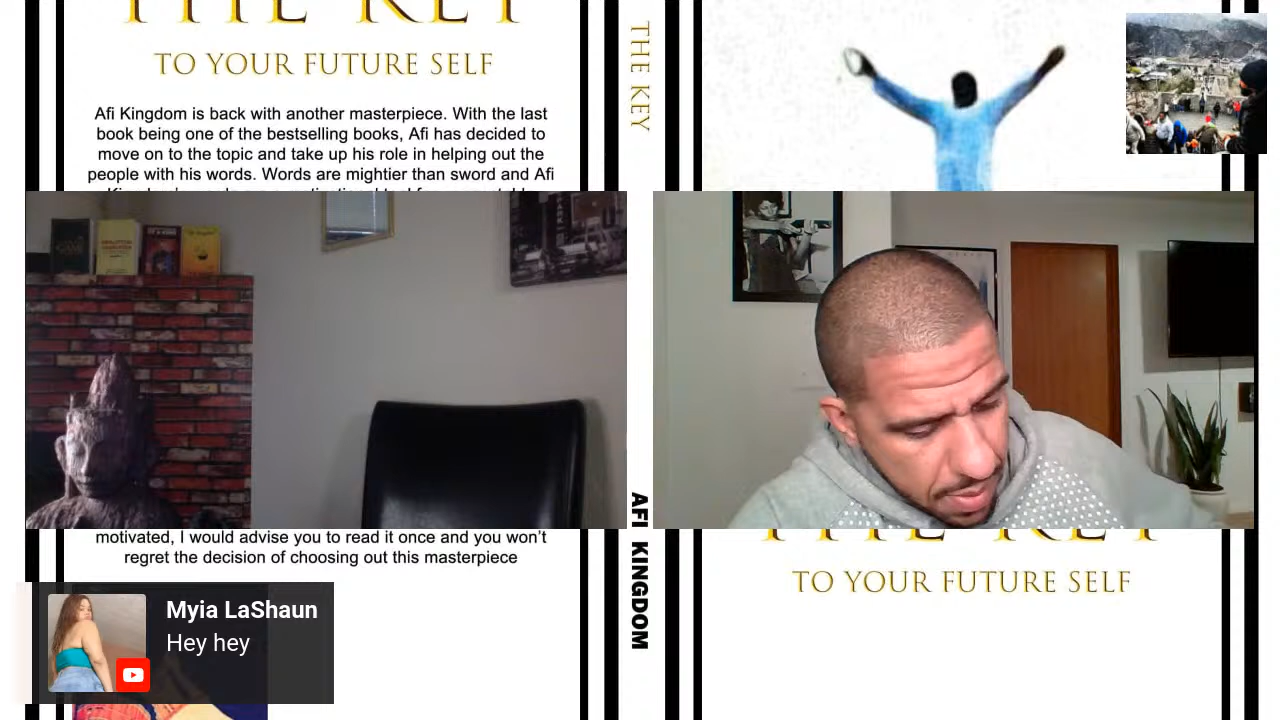 TO YOUR FUTURE SELF
Afi Kingdom is back with another masterpiece. With the last
book being one of the bestselling books, Afi has decided to
move on to the topic and take up his role in helping out the
people with his words. Words are mightier than sword and Afi
motivated, I would advise you to read it once and you won't
regret the decision of choosing out this masterpiece
THE KEY
AFI KINGDOM
THE KEY
TO YOUR FUTURE SELF
Myia LaShaun
Hey hey